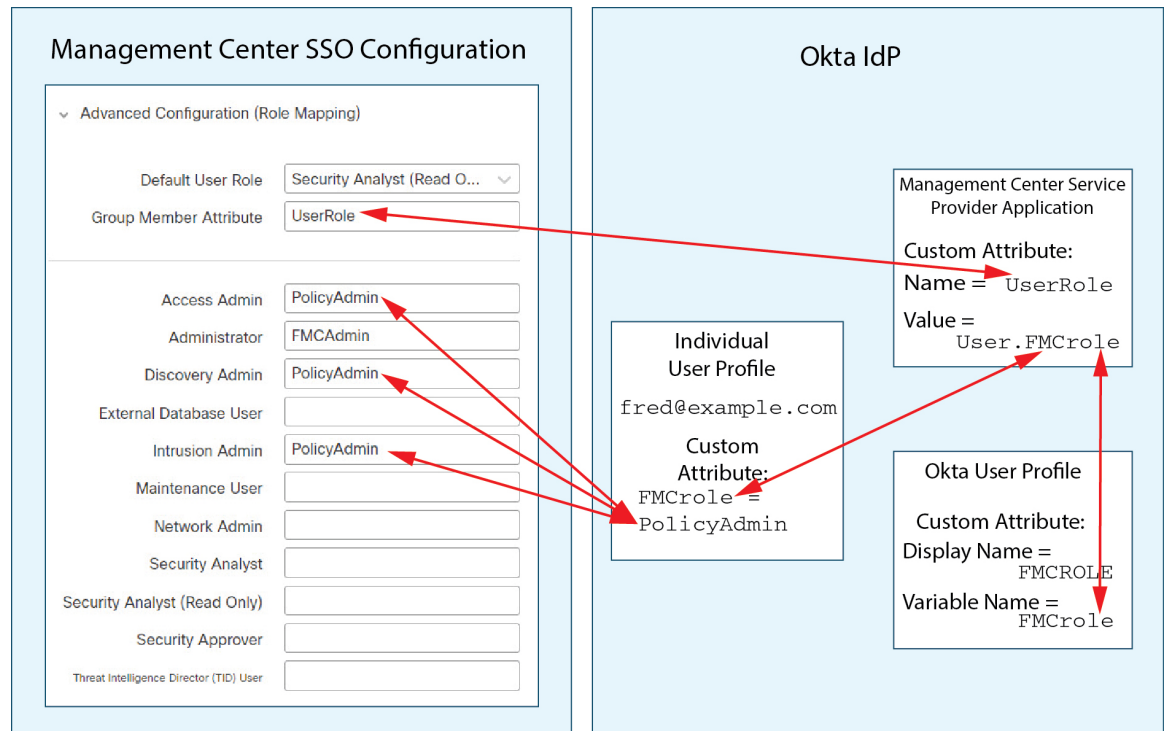 Management Center SSO Configuration
Advanced Configuration (Role Mapping)
Default User Role
Security Analyst (Read O...
Group Member Attribute
UserRole
Access Admin
PolicyAdmin
Administrator
FMCAdmin
Discovery Admin
PolicyAdmin
External Database User
Intrusion Admin
PolicyAdmin
Maintenance User
Network Admin
Security Analyst
Security Analyst (Read Only)
Security Approver
Threat Intelligence Director (TID) User
Okta IdP
Individual
User Profile
fred@example.com
Custom
Attribute:
FMCrole =
PolicyAdmin
Management Center Service
Provider Application
Custom Attribute:
Name = UserRole
Value =
User.FMCrole
Okta User Profile
Custom Attribute:
Display Name =
FMCROLE
Variable Name =
FMCrole